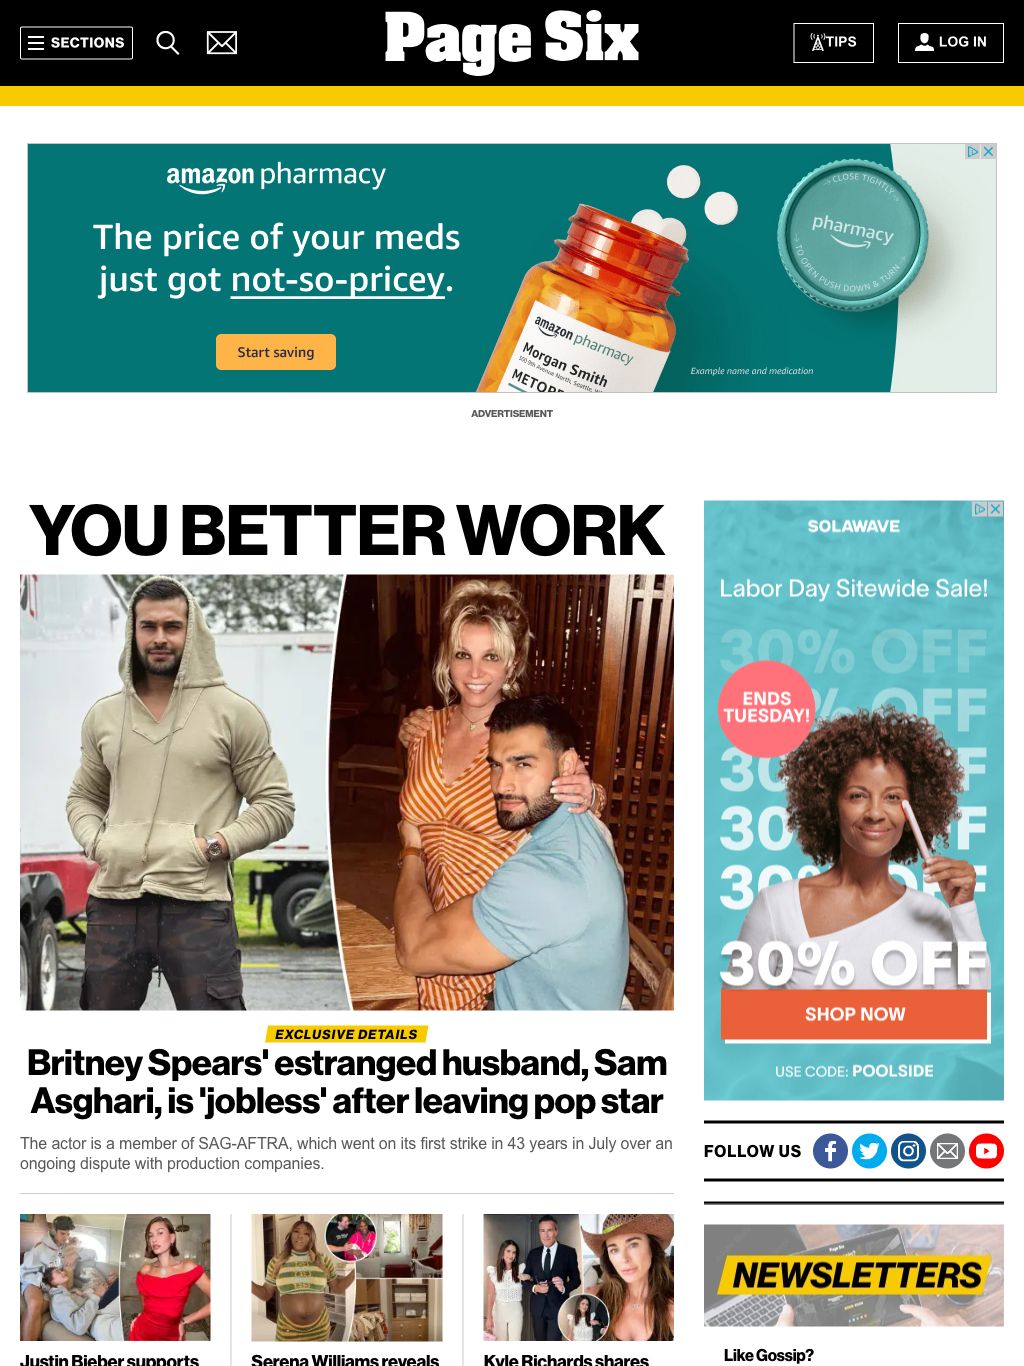 SECTIONS
Page Six
TIPS
LOG IN
amazon pharmacy
The price of your meds
just got not-so-pricey.
Start saving
CLOSE TIGHTLY
pharmacy
TO OPEN PUSH DOWN & TURN
amazon pharmacy
Morgan Smith
Example name and medication
ADVERTISEMENT
YOU BETTER WORK
SOLAWAVE
Labor Day Sitewide Sale!
30% OFF
ENDS
TUESDAY!
30% OFF
SHOP NOW
USE CODE: POOLSIDE
EXCLUSIVE DETAILS
Britney Spears' estranged husband, Sam
Asghari, is 'jobless' after leaving pop star
The actor is a member of SAG-AFTRA, which went on its first strike in 43 years in July over an
ongoing dispute with production companies.
FOLLOW US
NEWSLETTERS
Like Gossip?
Justin Bieber supports
Serena Williams reveals
Kyle Richards shares